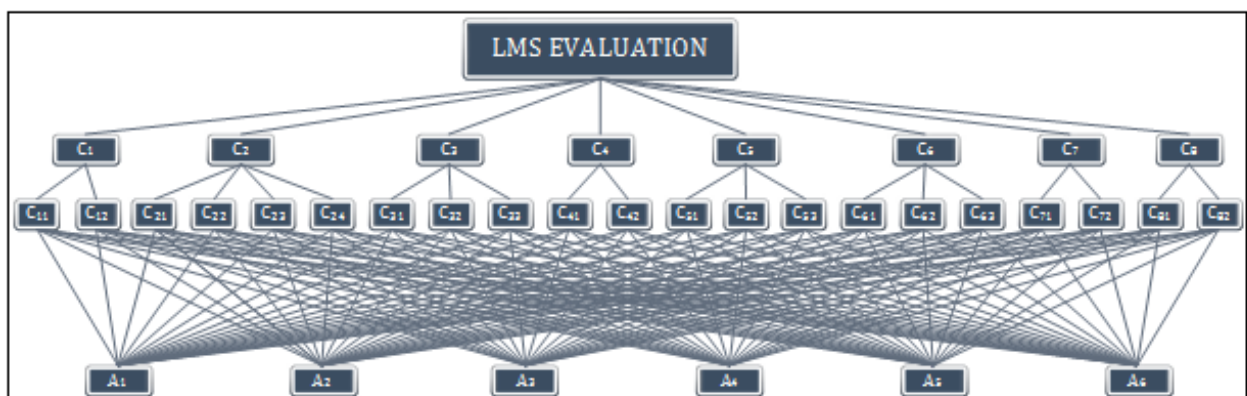 LMS EVALUATION
C₁ C₂ C₃ C₄ C₅ C₆ C₇ C₈
C₁₁ C₁₂ C₂₁ C₂₂ C₂₃ C₂₄ C₃₁ C₃₂ C₃₃ C₄₁ C₄₂ C₅₁ C₅₂ C₅₃ C₆₁ C₆₂ C₆₃ C₇₁ C₇₂ C₈₁ C₈₂
A₁ A₂ A₃ A₄ A₅ A₆